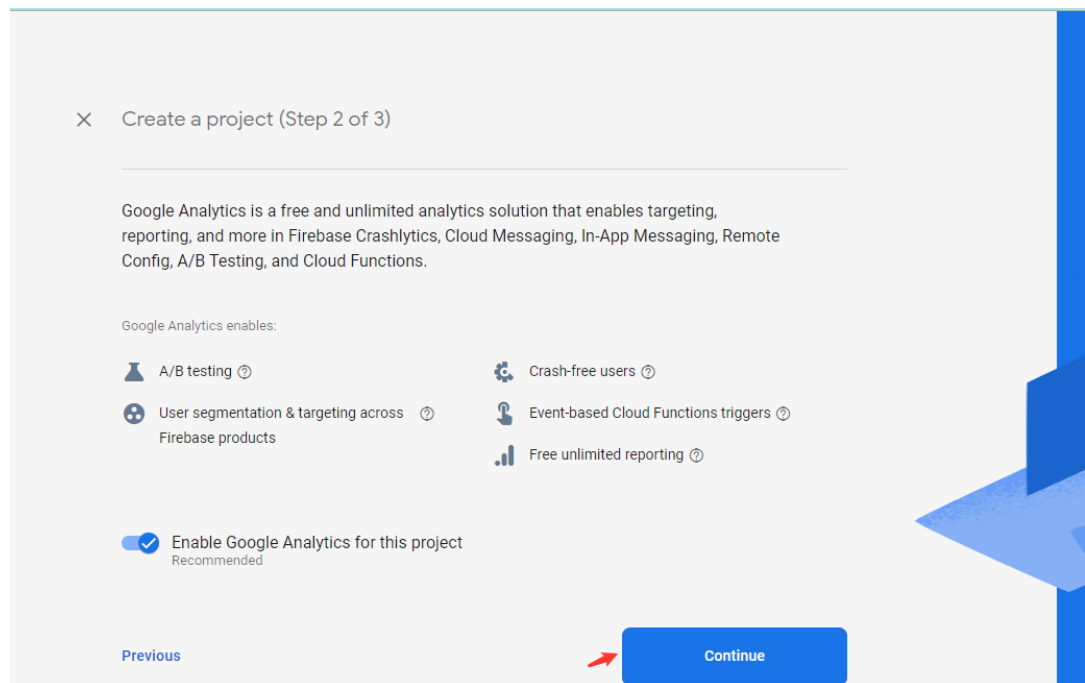 Create a project (Step 2 of 3)
Google Analytics is a free and unlimited analytics solution that enables targeting,
reporting, and more in Firebase Crashlytics, Cloud Messaging, In-App Messaging, Remote
Config, A/B Testing, and Cloud Functions.
Google Analytics enables:
A/B testing
User segmentation & targeting across
Firebase products
Crash-free users
Event-based Cloud Functions triggers
Free unlimited reporting
Enable Google Analytics for this project
Recommended
Previous
Continue